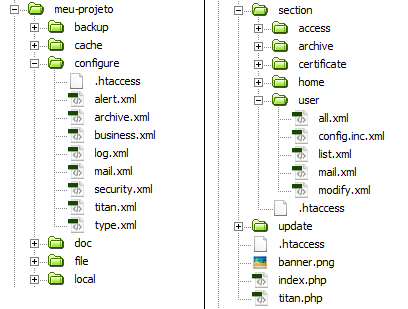 meu-projeto
backup
cache
configure
.htaccess
alert.xml
archive.xml
business.xml
log.xml
mail.xml
security.xml
titan.xml
type.xml
doc
file
local
section
access
archive
certificate
home
user
all.xml
config.inc.xml
list.xml
mail.xml
modify.xml
.htaccess
update
.htaccess
banner.png
index.php
titan.php